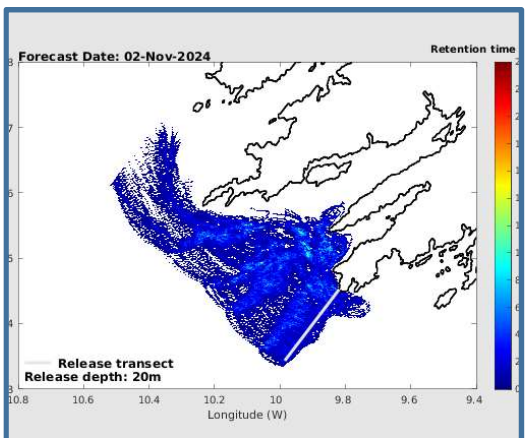 Forecast Date: 02-Nov-2024
Retention time
Release transect
Release depth: 20m
10.8 10.6 10.4 10.2 10 9.8 9.6 9.4
Longitude (W)